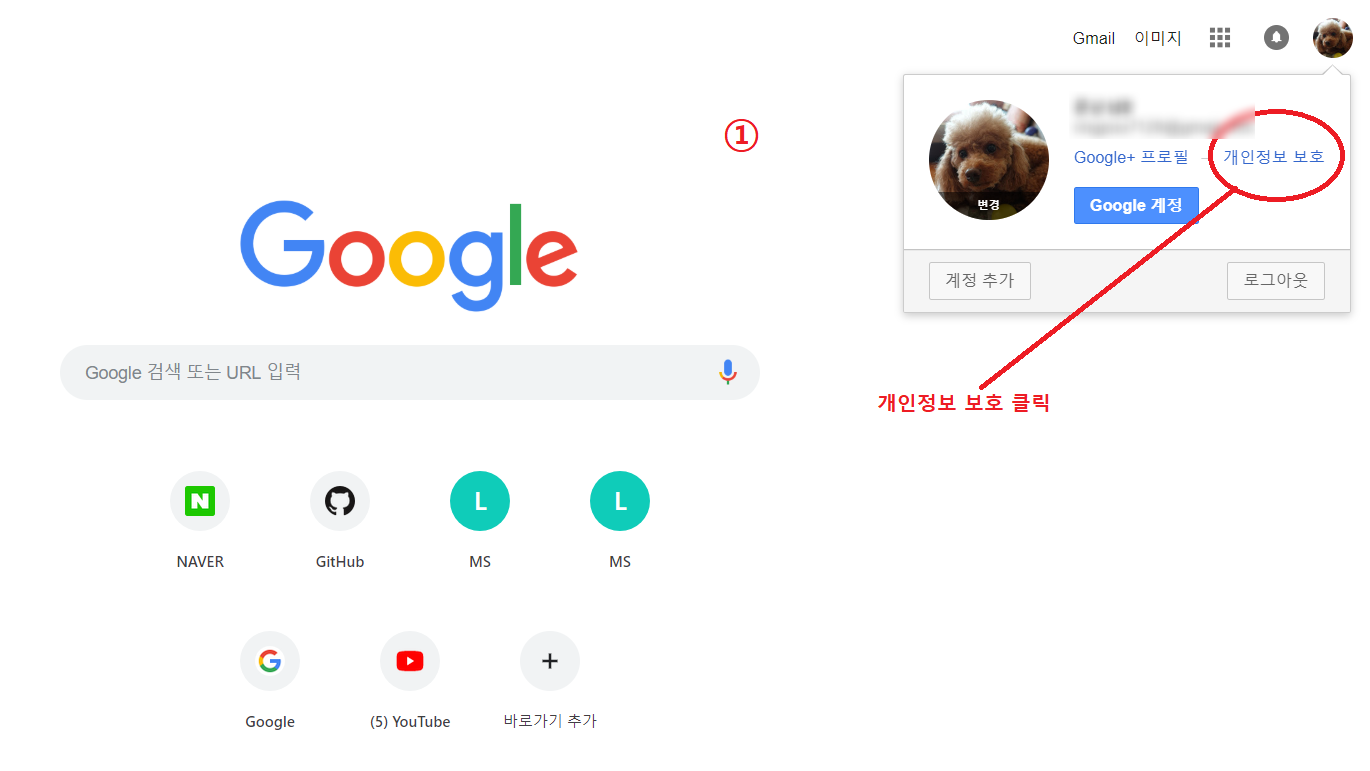 Gmail 이미지
①
변경
Google+ 프로필 – 개인정보 보호
Google 계정
계정 추가 로그아웃
Google
Google 검색 또는 URL 입력
개인정보 보호 클릭
N L L
NAVER GitHub MS MS
G
Google (5) YouTube 바로가기 추가